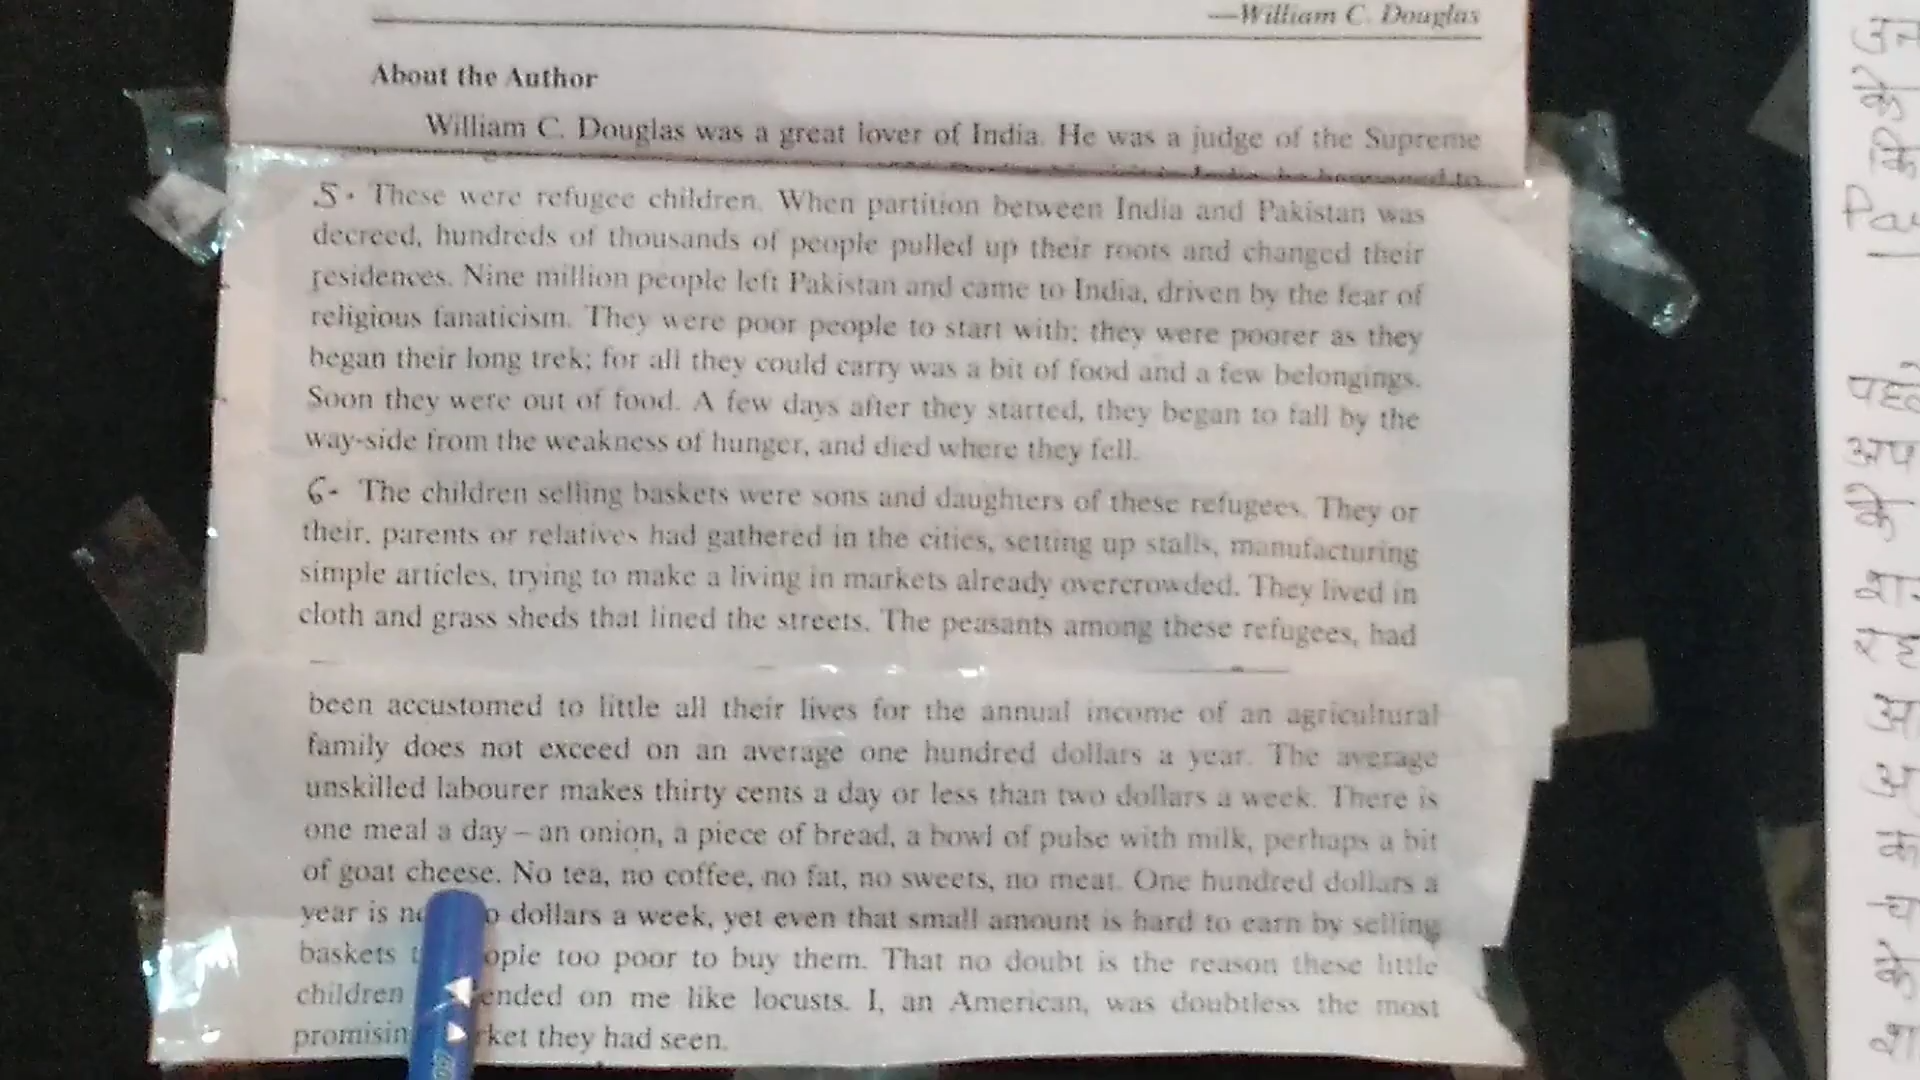 —William C. Douglas
About the Author
William C. Douglas was a great lover of India. He was a judge of the Supreme
5. These were refugee children. When partition between India and Pakistan was
decreed, hundreds of thousands of people pulled up their roots and changed their
residences. Nine million people left Pakistan and came to India, driven by the fear of
religious fanaticism. They were poor people to start with; they were poorer as they
began their long trek; for all they could carry was a bit of food and a few belongings.
Soon they were out of food. A few days after they started, they began to fall by the
way-side from the weakness of hunger, and died where they fell.
6- The children selling baskets were sons and daughters of these refugees. They or
their. parents or relatives had gathered in the cities, setting up stalls, manufacturing
simple articles, trying to make a living in markets already overcrowded. They lived in
cloth and grass sheds that lined the streets. The peasants among these refugees, had
been accustomed to little all their lives for the annual income of an agricultural
family does not exceed on an average one hundred dollars a year. The average
unskilled labourer makes thirty cents a day or less than two dollars a week. There is
one meal a day – an onion, a piece of bread, a bowl of pulse with milk, perhaps a bit
of goat cheese. No tea, no coffee, no fat, no sweets, no meat. One hundred dollars a
year is dollars a week, yet even that small amount is hard to earn by selling
baskets too poor to buy them. That no doubt is the reason these little
children on me like locusts. I, an American, was doubtless the most
they had seen.